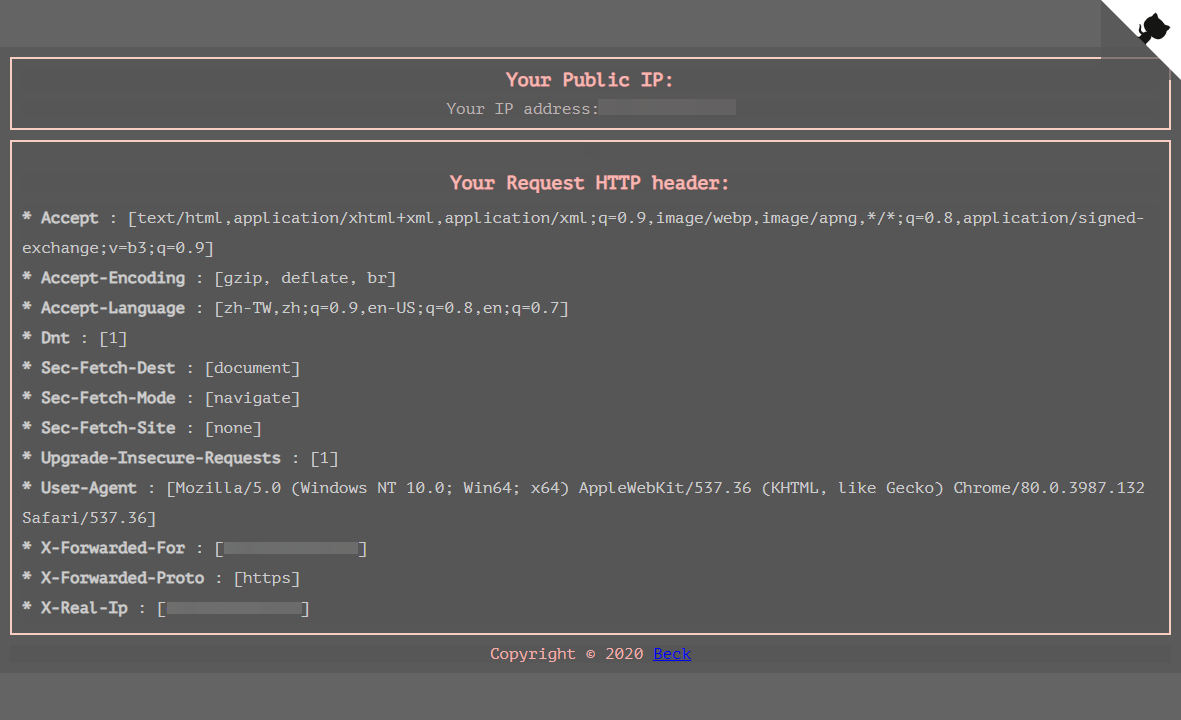 Your Public IP:
Your IP address:
Your Request HTTP header:
* Accept : [text/html,application/xhtml+xml,application/xml;q=0.9,image/webp,image/apng,*/*;q=0.8,application/signed-
exchange;v=b3;q=0.9]
* Accept-Encoding : [gzip, deflate, br]
* Accept-Language : [zh-TW,zh;q=0.9,en-US;q=0.8,en;q=0.7]
* Dnt : [1]
* Sec-Fetch-Dest : [document]
* Sec-Fetch-Mode : [navigate]
* Sec-Fetch-Site : [none]
* Upgrade-Insecure-Requests : [1]
* User-Agent : [Mozilla/5.0 (Windows NT 10.0; Win64; x64) AppleWebKit/537.36 (KHTML, like Gecko) Chrome/80.0.3987.132
Safari/537.36]
* X-Forwarded-For : [ ]
* X-Forwarded-Proto : [https]
* X-Real-Ip : [ ]
Copyright © 2020 Beck